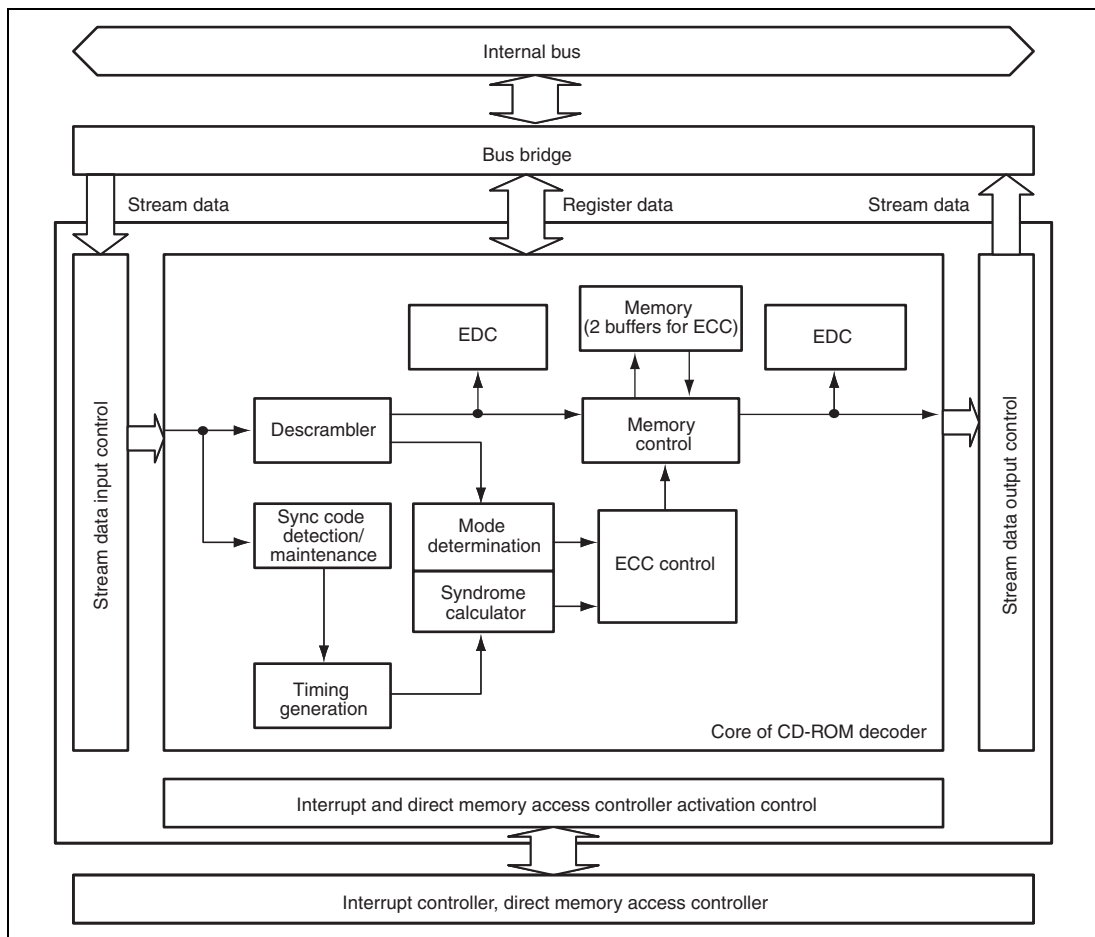 Internal bus
Bus bridge
Stream data
Register data
Stream data
Stream data input control
EDC
Memory
(2 buffers for ECC)
EDC
Descrambler
Memory
control
Sync code
detection/
maintenance
Mode
determination
ECC control
Syndrome
calculator
Timing
generation
Core of CD-ROM decoder
Stream data output control
Interrupt and direct memory access controller activation control
Interrupt controller, direct memory access controller